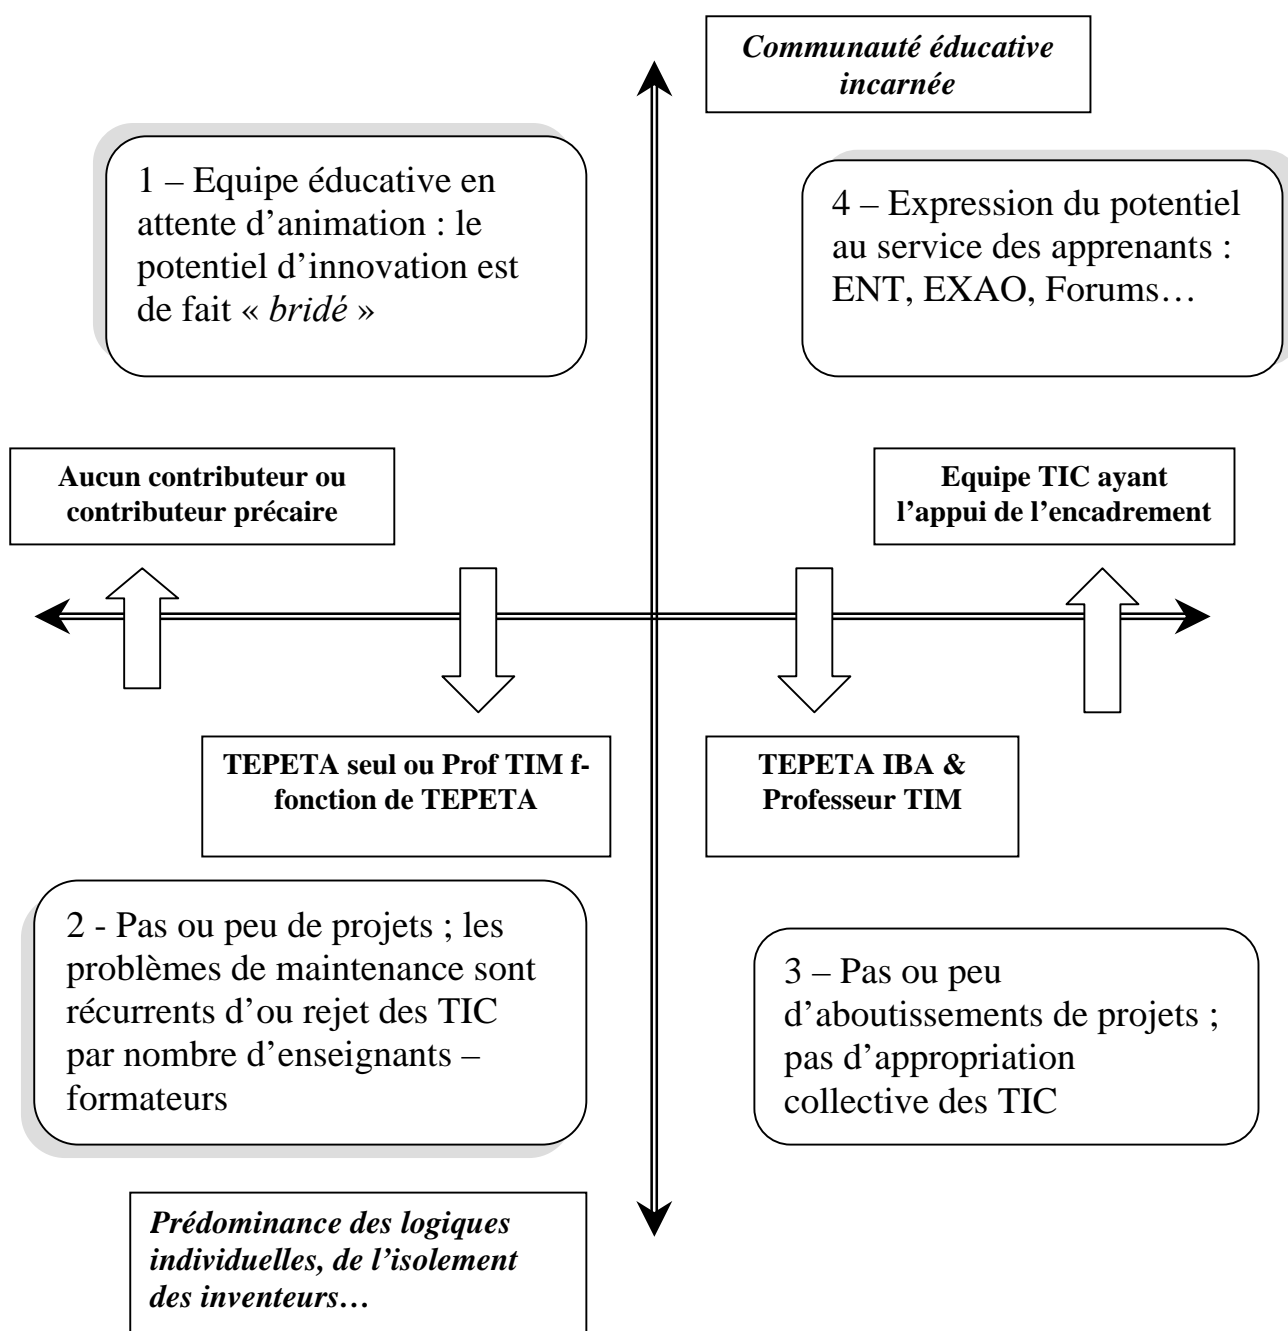 Communauté éducative
incarnée
1 – Equipe éducative en
attente d’animation : le
potentiel d’innovation est
de fait « bridé »
4 – Expression du potentiel
au service des apprenants :
ENT, EXAO, Forums…
Aucun contributeur ou
contributeur précaire
Equipe TIC ayant
l’appui de l’encadrement
TEPETA seul ou Prof TIM f-
fonction de TEPETA
TEPETA IBA &
Professeur TIM
2 - Pas ou peu de projets ; les
problèmes de maintenance sont
récurrents d’ou rejet des TIC
par nombre d’enseignants –
formateurs
3 – Pas ou peu
d’aboutissements de projets ;
pas d’appropriation
collective des TIC
Prédominance des logiques
individuelles, de l’isolement
des inventeurs…